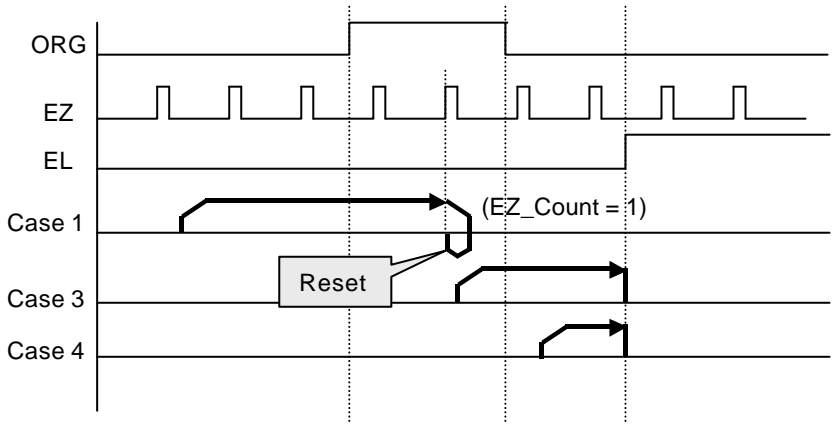 ORG
EZ
EL
Case 1
(EZ_Count = 1)
Reset
Case 3
Case 4